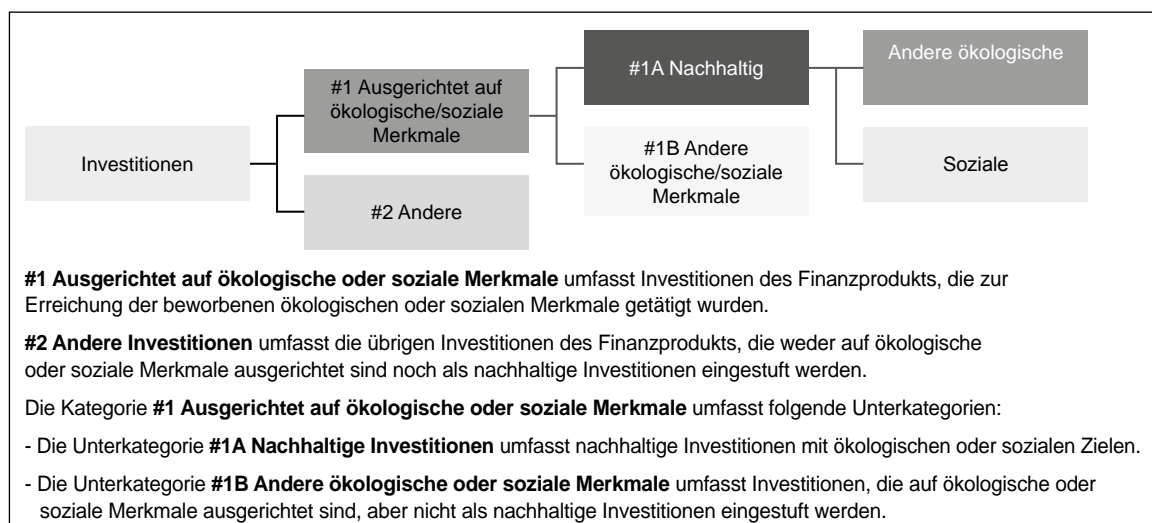 Investitionen
#1 Ausgerichtet auf
ökologische/soziale
Merkmale
#2 Andere
#1A Nachhaltig
#1B Andere
ökologische/soziale
Merkmale
Andere ökologische
Soziale
#1 Ausgerichtet auf ökologische oder soziale Merkmale umfasst Investitionen des Finanzprodukts, die zur
Erreichung der beworbenen ökologischen oder sozialen Merkmale getätigt wurden.
#2 Andere Investitionen umfasst die übrigen Investitionen des Finanzprodukts, die weder auf ökologische
oder soziale Merkmale ausgerichtet sind noch als nachhaltige Investitionen eingestuft werden.
Die Kategorie #1 Ausgerichtet auf ökologische oder soziale Merkmale umfasst folgende Unterkategorien:
- Die Unterkategorie #1A Nachhaltige Investitionen umfasst nachhaltige Investitionen mit ökologischen oder sozialen Zielen.
- Die Unterkategorie #1B Andere ökologische oder soziale Merkmale umfasst Investitionen, die auf ökologische oder
soziale Merkmale ausgerichtet sind, aber nicht als nachhaltige Investitionen eingestuft werden.